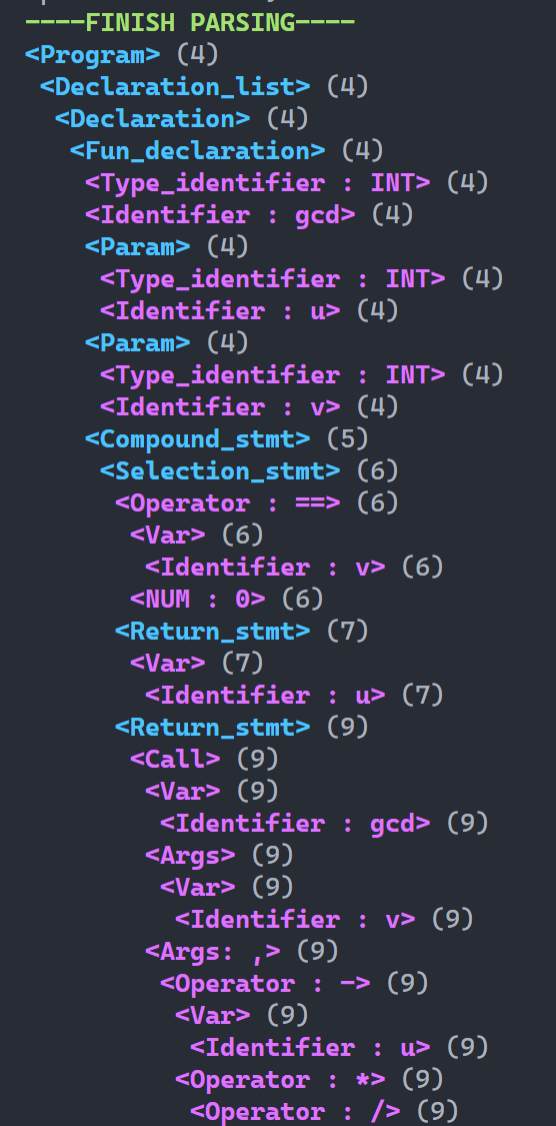 ----FINISH PARSING----
<Program> (4)
<Declaration_list> (4)
<Declaration> (4)
<Fun_declaration> (4)
<Type_identifier : INT> (4)
<Identifier : gcd> (4)
<Param> (4)
<Type_identifier : INT> (4)
<Identifier : u> (4)
<Param> (4)
<Type_identifier : INT> (4)
<Identifier : v> (4)
<Compound_stmt> (5)
<Selection_stmt> (6)
<Operator : ==> (6)
<Var> (6)
<Identifier : v> (6)
<NUM : 0> (6)
<Return_stmt> (7)
<Var> (7)
<Identifier : u> (7)
<Return_stmt> (9)
<Call> (9)
<Var> (9)
<Identifier : gcd> (9)
<Args> (9)
<Var> (9)
<Identifier : v> (9)
<Args: ,> (9)
<Operator : -> (9)
<Var> (9)
<Identifier : u> (9)
<Operator : *> (9)
<Operator : /> (9)